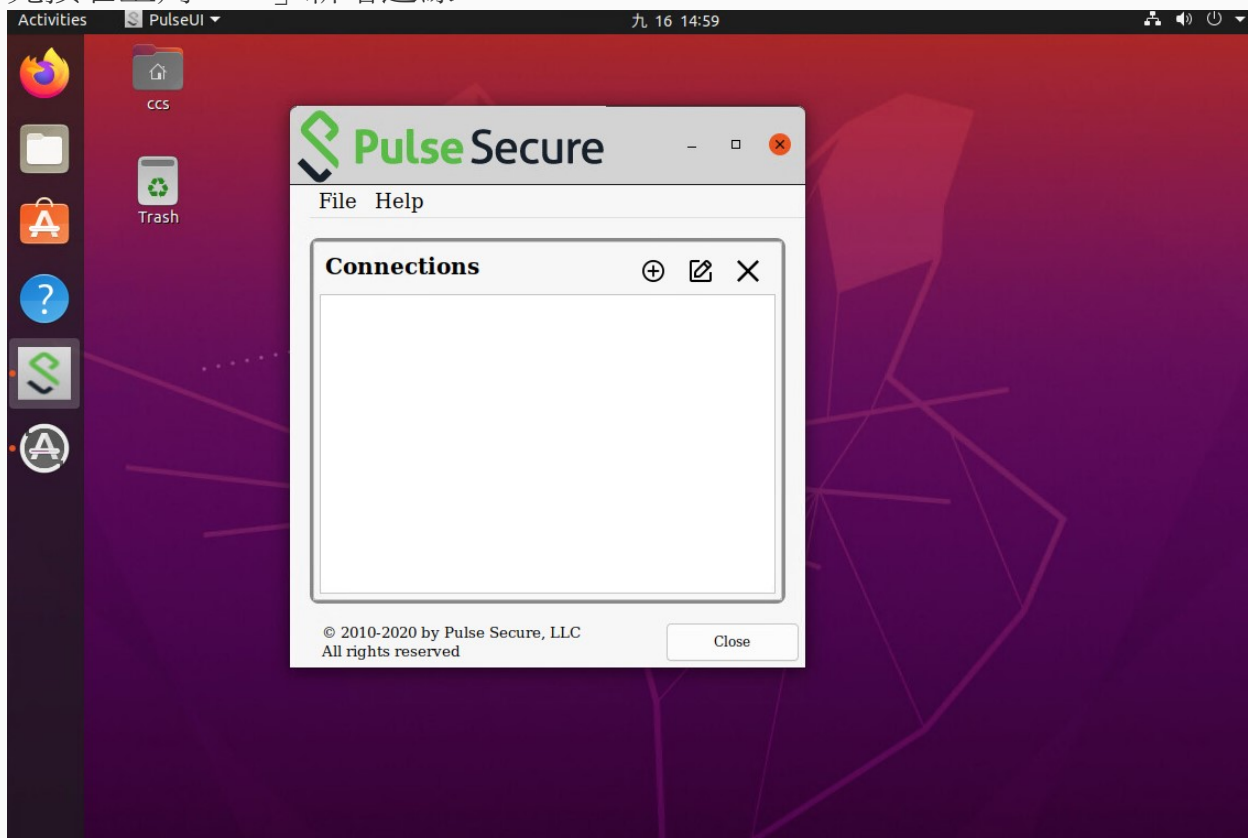 Activities PulseUI 九 16 14:59
ccs
Trash
Pulse Secure
File Help
Connections
© 2010-2020 by Pulse Secure, LLC
All rights reserved
Close